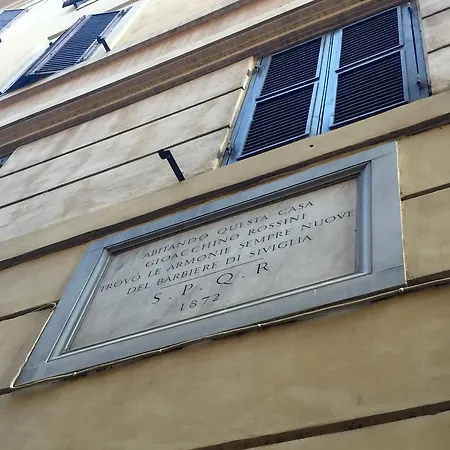 ABITANDO QUESTA CASA
GIOACCHINO ROSSINI
TROVÒ LE ARMONIE SEMPRE NUOVE
DEL BARBIERE DI SIVIGLIA
S. P. Q. R
1872